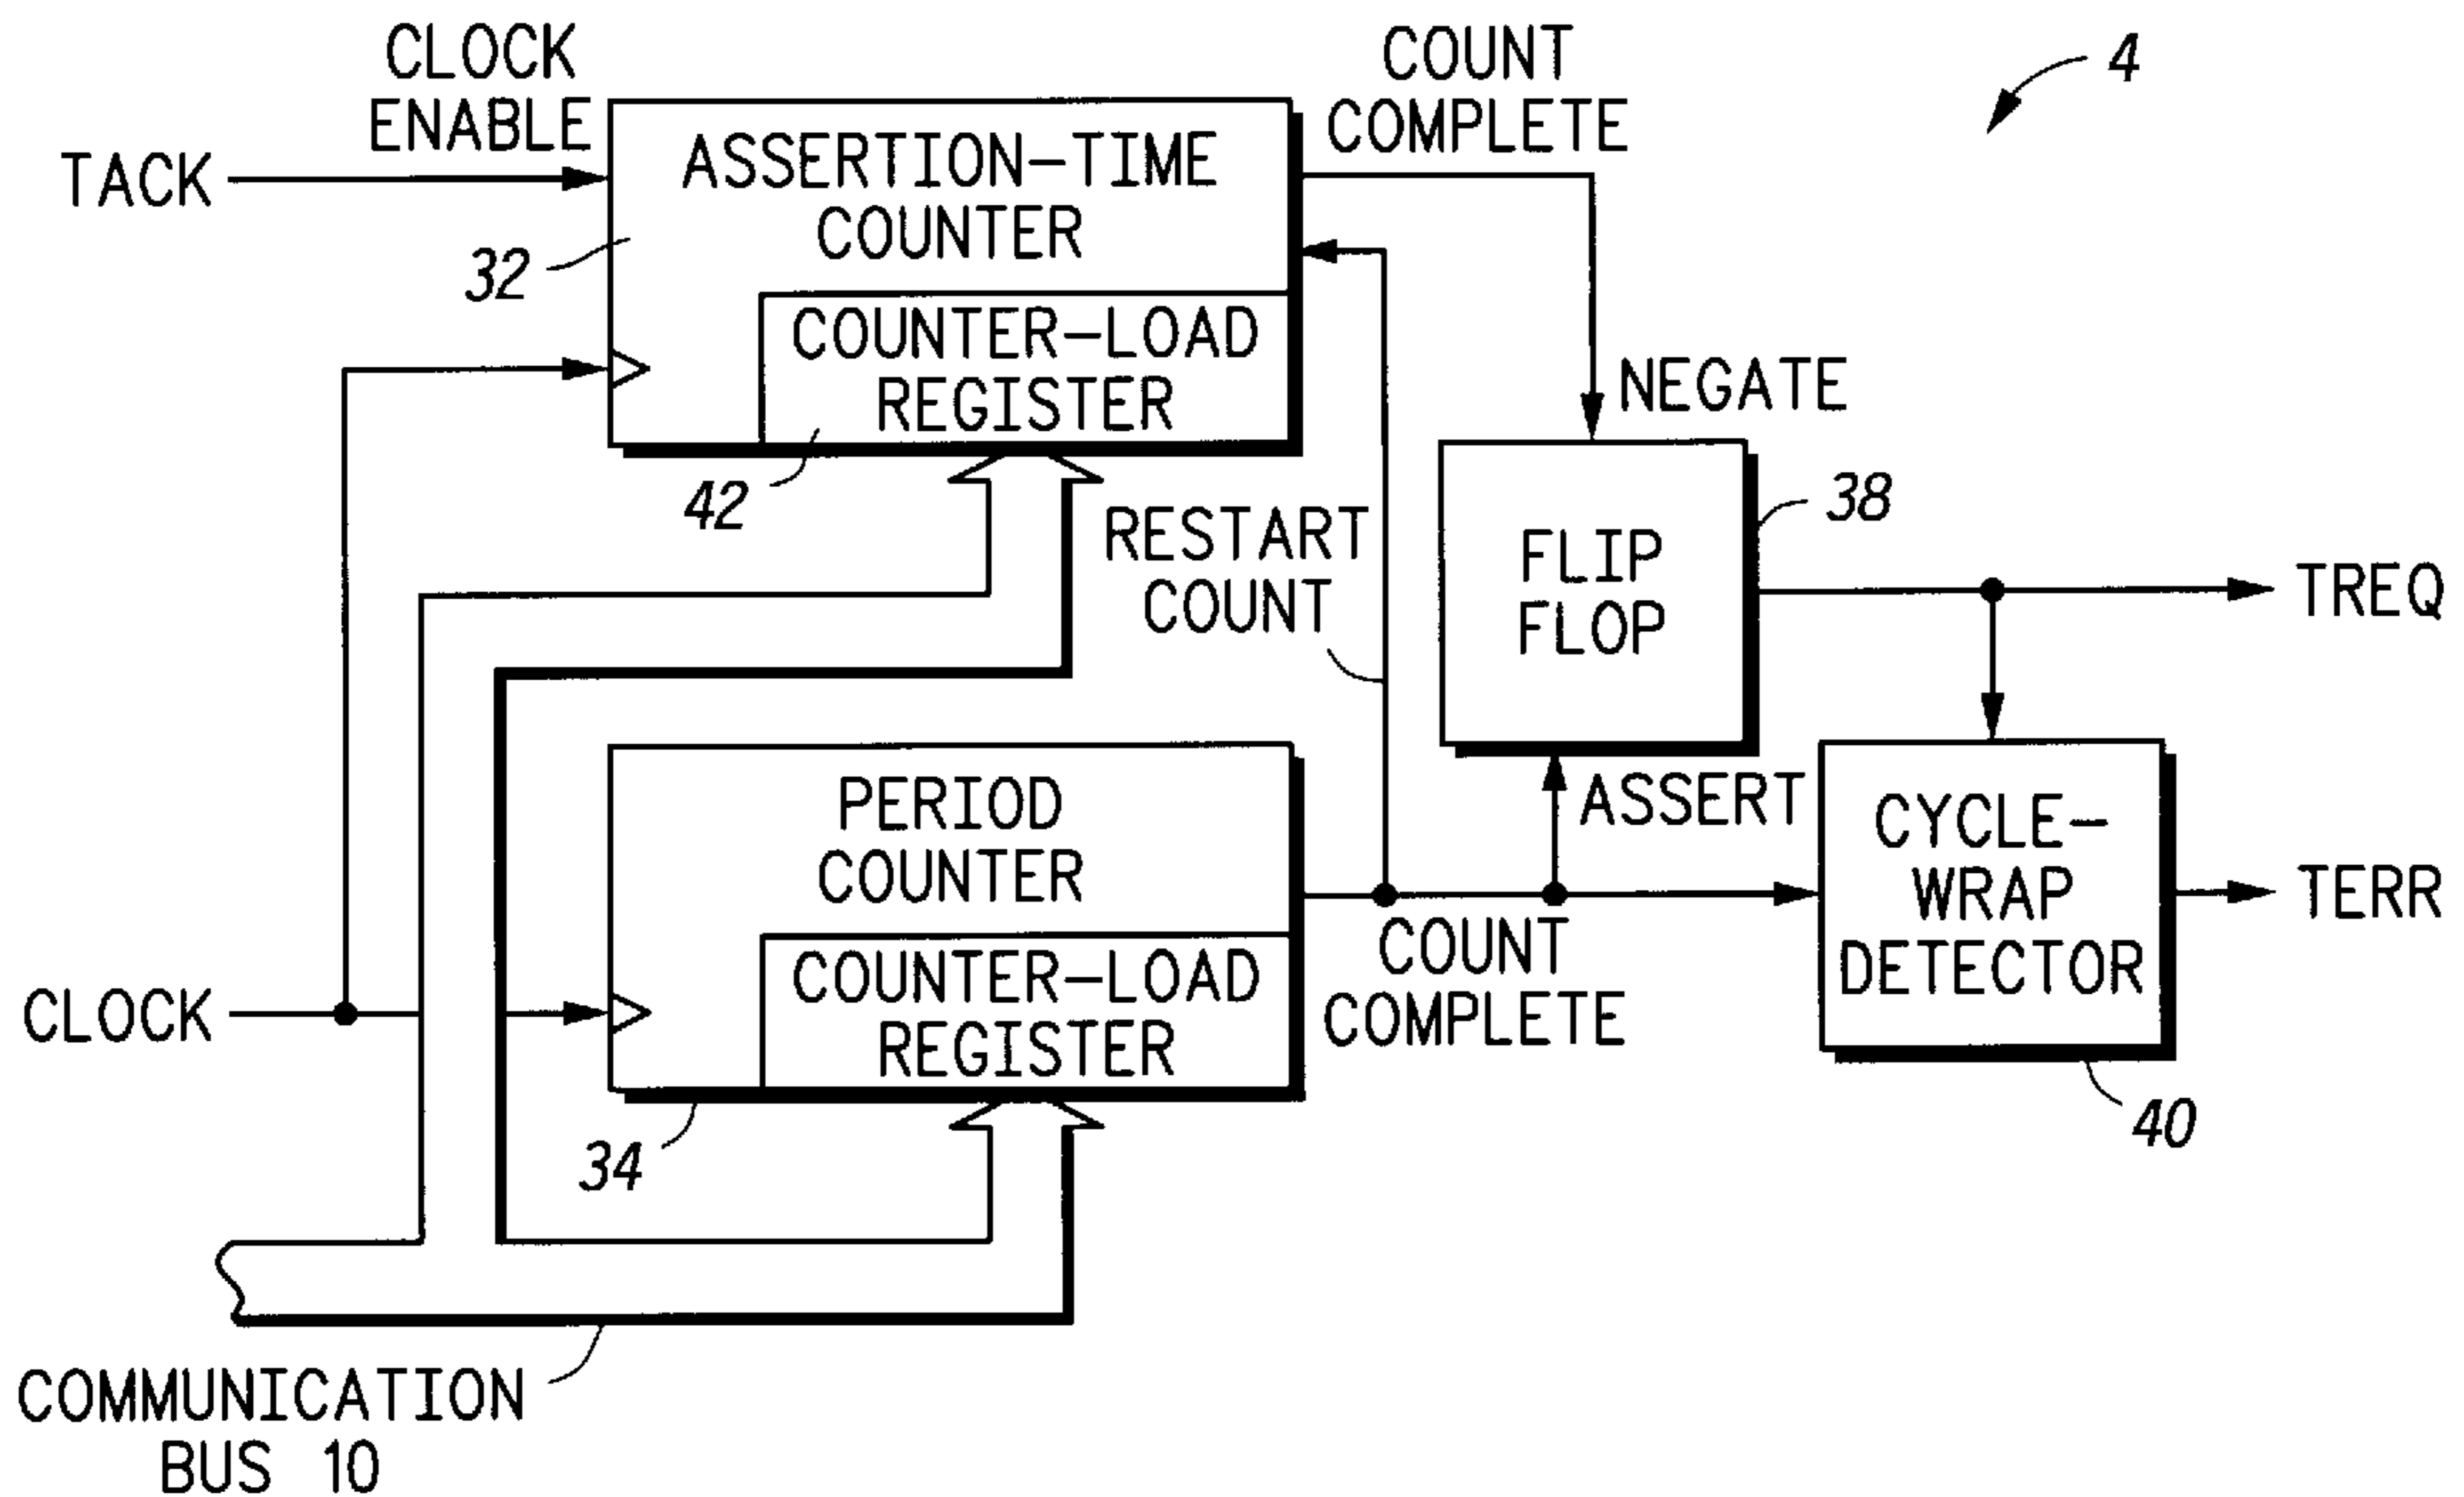 CLOCK
ENABLE
COUNT
COMPLETE
4
TACK
ASSERTION-TIME
COUNTER
32
COUNTER-LOAD
REGISTER
42
NEGATE
RESTART
COUNT
FLIP
FLOP
38
TREQ
PERIOD
COUNTER
ASSERT
CYCLE-
WRAP
DETECTOR
TERR
COUNTER-LOAD
REGISTER
CLOCK
COUNT
COMPLETE
34
40
COMMUNICATION
BUS 10